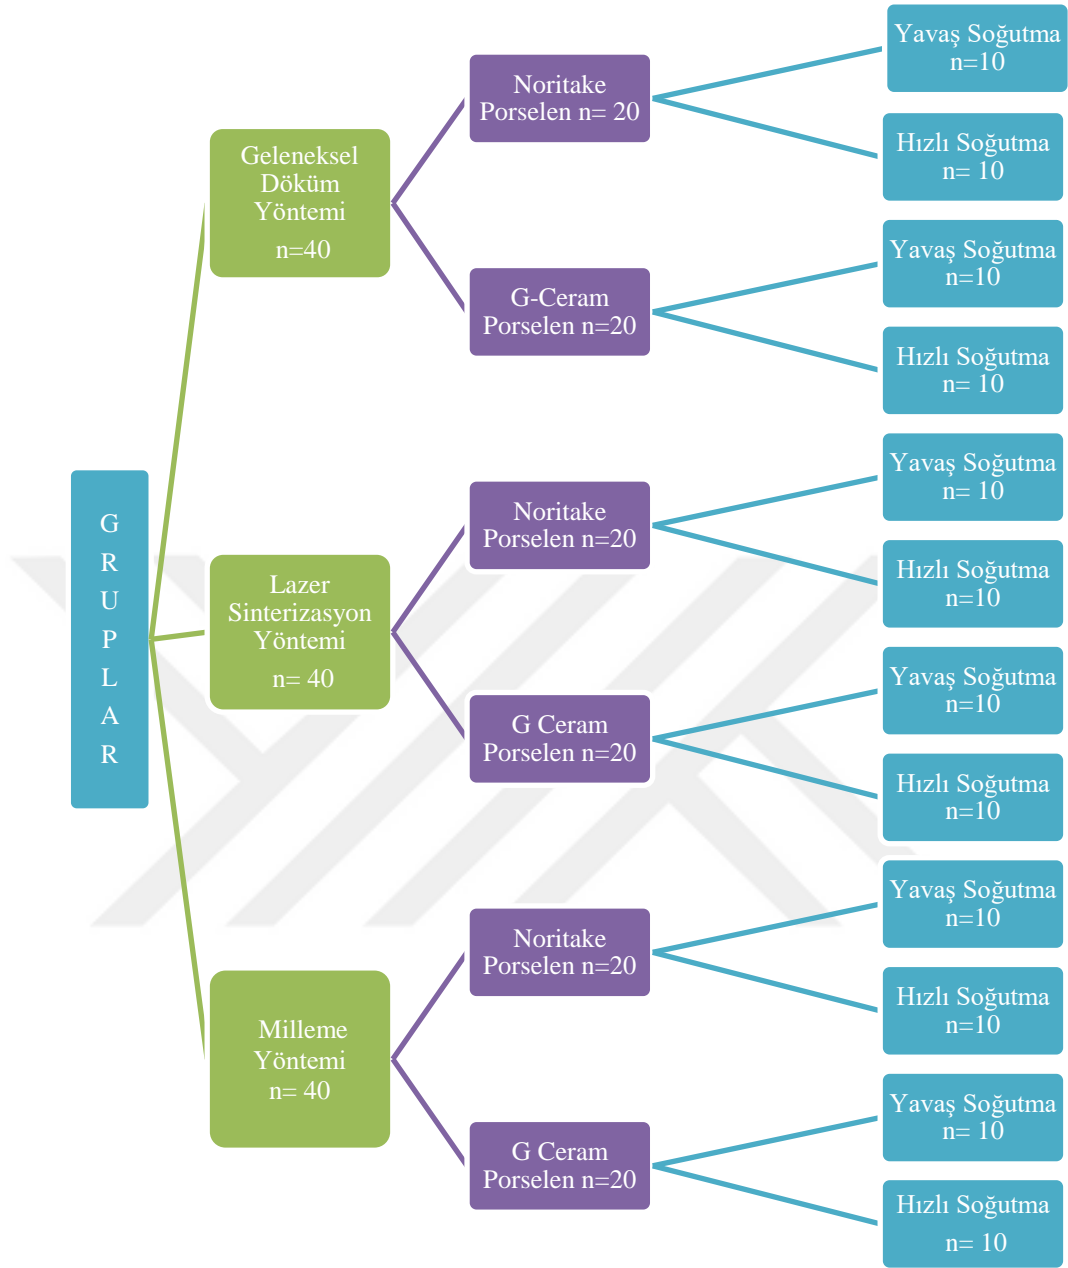 GRUPLAR
Geleneksel
Döküm
Yöntemi
n=40
Noritake
Porselen n= 20
Yavaş Soğutma
n=10
Hızlı Soğutma
n= 10
G-Ceram
Porselen n=20
Yavaş Soğutma
n=10
Hızlı Soğutma
n= 10
Lazer
Sinterizasyon
Yöntemi
n= 40
Noritake
Porselen n=20
Yavaş Soğutma
n= 10
Hızlı Soğutma
n=10
G Ceram
Porselen n=20
Yavaş Soğutma
n=10
Hızlı Soğutma
n=10
Milleme
Yöntemi
n= 40
Noritake
Porselen n=20
Yavaş Soğutma
n=10
Hızlı Soğutma
n=10
G Ceram
Porselen n=20
Yavaş Soğutma
n= 10
Hızlı Soğutma
n= 10